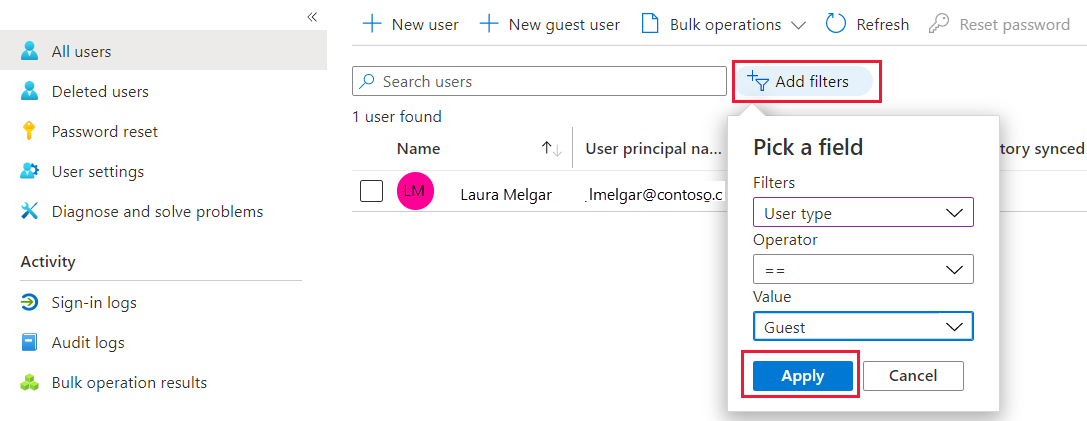 «
All users
Deleted users
Password reset
User settings
Diagnose and solve problems
Activity
Sign-in logs
Audit logs
Bulk operation results
New user New guest user Bulk operations Refresh Reset password
Search users Add filters
1 user found
Name User principal na... tory synced
LM Laura Melgar lmelgar@contoso.c
Pick a field
Filters
User type
Operator
==
Value
Guest
Apply Cancel